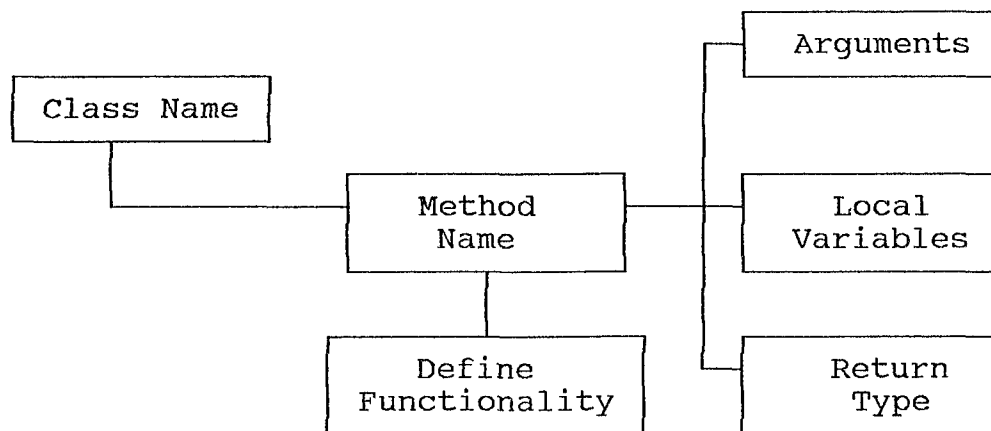 Arguments
Class Name
Method
Name
Local
Variables
Define
Functionality
Return
Type